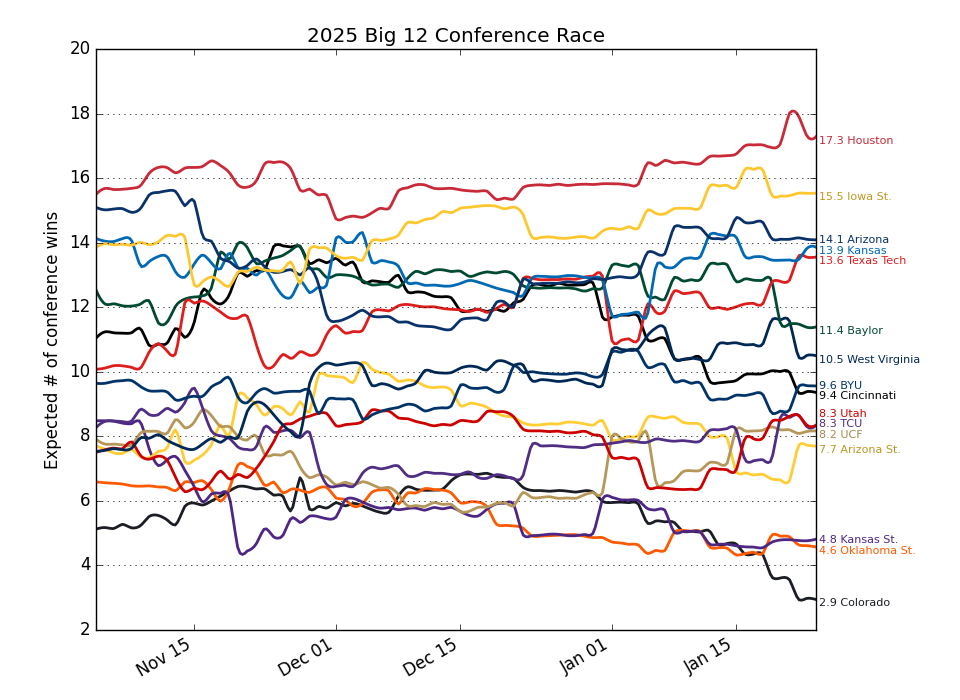 2025 Big 12 Conference Race
Expected # of conference wins
20
18
16
14
12
10
8
6
4
2
Nov 15
Dec 01
Dec 15
Jan 01
Jan 15
17.3 Houston
15.5 Iowa St.
14.1 Arizona
13.9 Kansas
13.6 Texas Tech
11.4 Baylor
10.5 West Virginia
9.6 BYU
9.4 Cincinnati
8.3 Utah
8.3 TCU
8.2 UCF
7.7 Arizona St.
4.8 Kansas St.
4.6 Oklahoma St.
2.9 Colorado